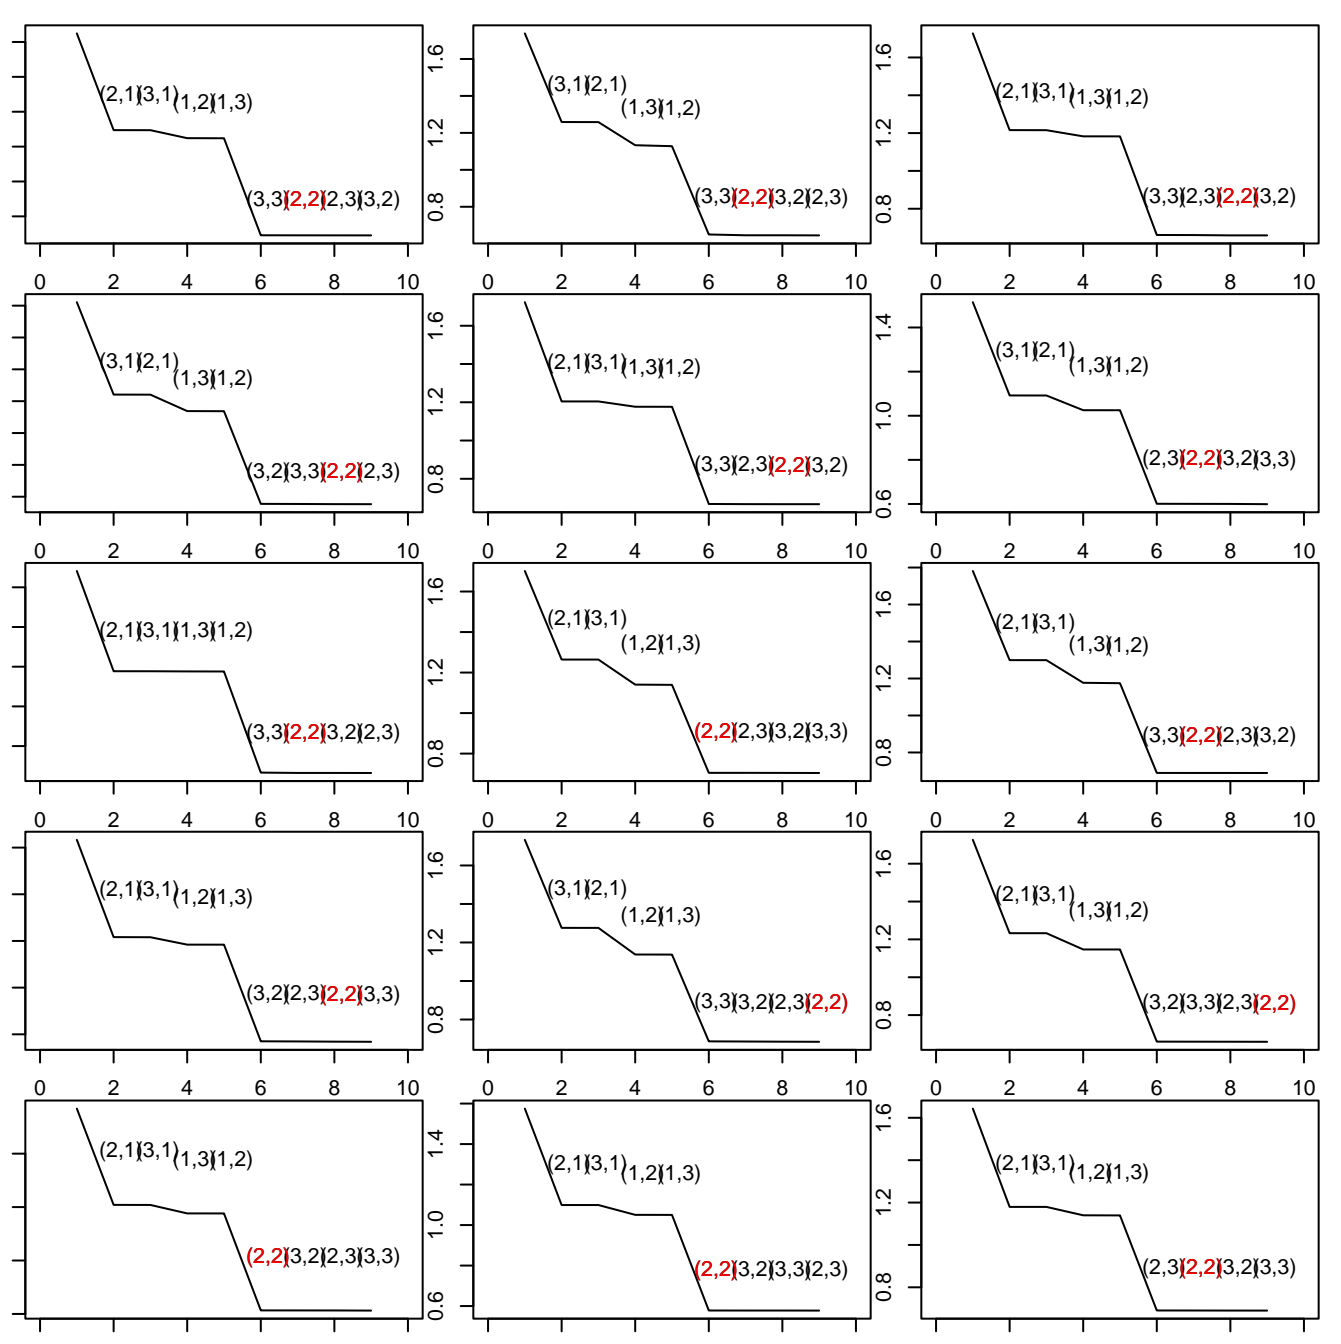 1.6 1.2 0.8
1.6 1.2 0.8
(2,1)(3,1)(1,2)(1,3)
(3,3)(2,2)(2,3)(3,2)
(3,1)(2,1)(1,3)(1,2)
(3,3)(2,2)(3,2)(2,3)
(2,1)(3,1)(1,3)(1,2)
(3,3)(2,3)(2,2)(3,2)
0 2 4 6 8 10
0 2 4 6 8 10
0 2 4 6 8 10
1.6 1.2 0.8
1.4 1.0 0.6
(3,1)(2,1)(1,3)(1,2)
(3,2)(3,3)(2,2)(2,3)
(2,1)(3,1)(1,3)(1,2)
(3,3)(2,3)(2,2)(3,2)
(3,1)(2,1)(1,3)(1,2)
(2,3)(2,2)(3,2)(3,3)
0 2 4 6 8 10
0 2 4 6 8 10
0 2 4 6 8 10
1.6 1.2 0.8
1.6 1.2 0.8
(2,1)(3,1)(1,3)(1,2)
(3,3)(2,2)(3,2)(2,3)
(2,1)(3,1)(1,2)(1,3)
(2,2)(2,3)(3,2)(3,3)
(2,1)(3,1)(1,3)(1,2)
(3,3)(2,2)(2,3)(3,2)
0 2 4 6 8 10
0 2 4 6 8 10
0 2 4 6 8 10
1.6 1.2 0.8
1.6 1.2 0.8
(2,1)(3,1)(1,2)(1,3)
(3,2)(2,3)(2,2)(3,3)
(3,1)(2,1)(1,2)(1,3)
(3,3)(3,2)(2,3)(2,2)
(2,1)(3,1)(1,3)(1,2)
(3,2)(3,3)(2,3)(2,2)
0 2 4 6 8 10
0 2 4 6 8 10
0 2 4 6 8 10
1.4 1.0 0.6
1.6 1.2 0.8
(2,1)(3,1)(1,3)(1,2)
(2,2)(3,2)(2,3)(3,3)
(2,1)(3,1)(1,2)(1,3)
(2,2)(3,2)(3,3)(2,3)
(2,1)(3,1)(1,2)(1,3)
(2,3)(2,2)(3,2)(3,3)